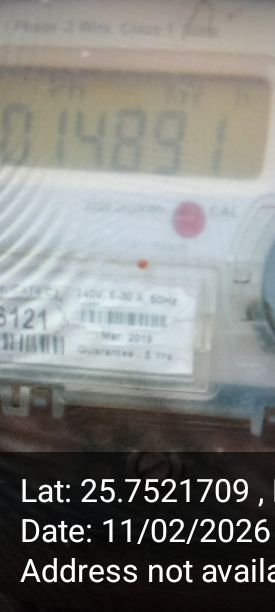 Phase 2 Wire, Class 1
kW h
014891
CAL
240V, 5-30 A, 50Hz
6121
Mar. 2019
Guarantee : 5 Yrs
Lat: 25.7521709 ,
Date: 11/02/2026
Address not availa